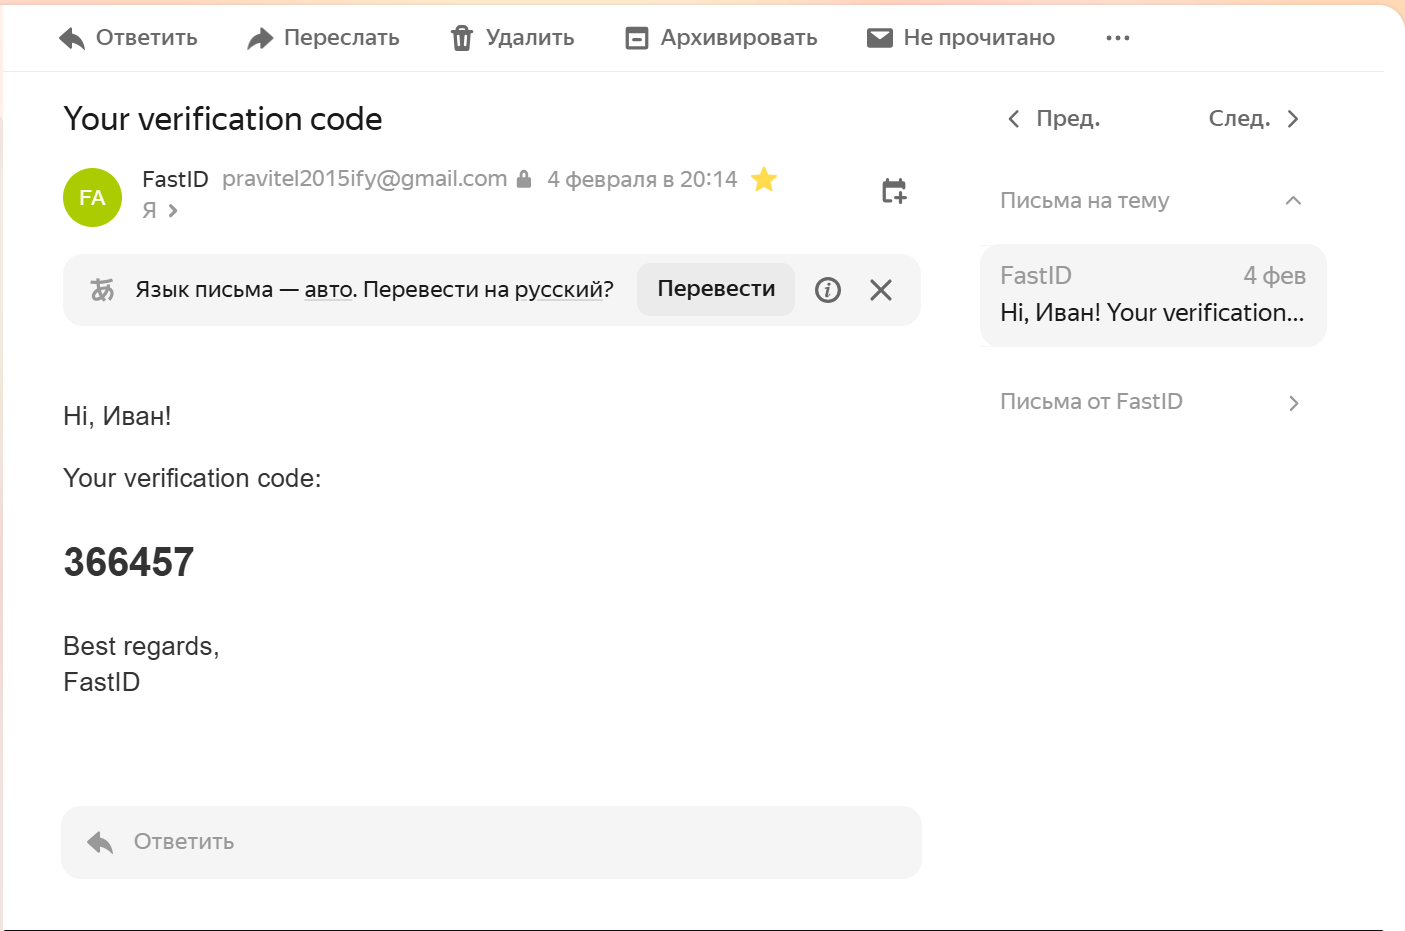 Ответить Переслать Удалить Архивировать Не прочитано
Your verification code
Пред. След.
FA
FastID pravitel2015ify@gmail.com 4 февраля в 20:14
Я
Письма на тему
あ Язык письма — авто. Перевести на русский? Перевести
FastID 4 фев
Hi, Иван! Your verification...
Письма от FastID
Hi, Иван!
Your verification code:
366457
Best regards,
FastID
Ответить